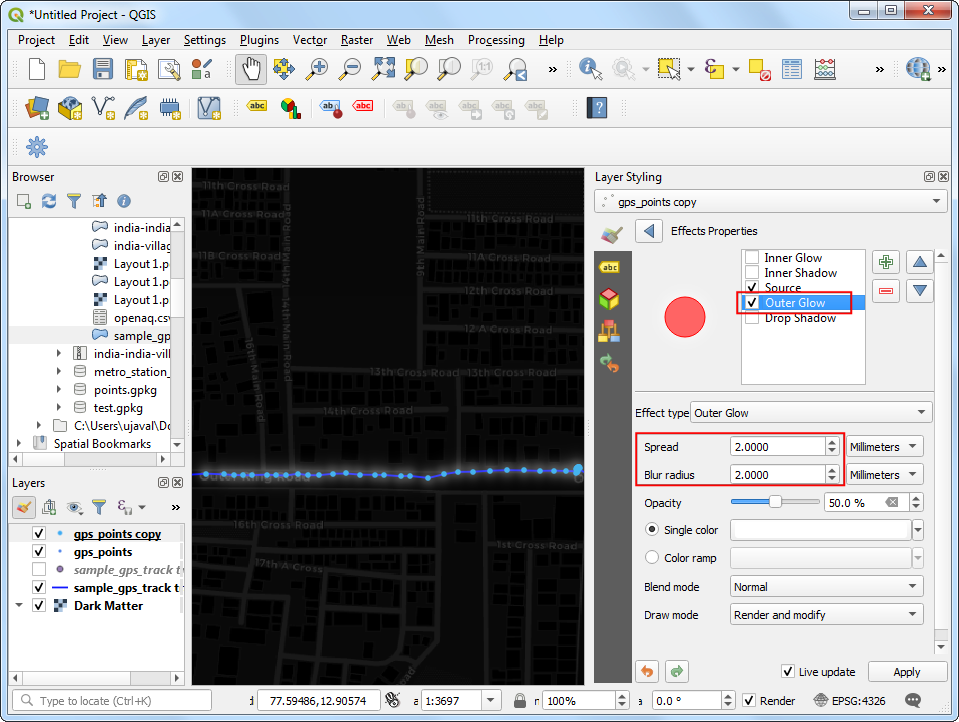 *Untitled Project - QGIS
Project Edit View Layer Settings Plugins Vector Raster Web Mesh Processing Help
Browser
india-india
india-villag
Layout 1.p
Layout 1.p
Layout 1.p
openaq.csv
sample_gp
india-india-vill
metro_station_
points.gpkg
test.gpkg
C:\Users\ujaval\Do
Spatial Bookmarks
Layers
gps_points copy
gps_points
sample_gps_track t
sample_gps_track t
Dark Matter
11th Cross Road
11A Cross Road
11B Cross Road
14th Main Road
9th Main Road
11th Cross Road
12th Cross Road
12 A Cross Road
16th Main Road
13th Cross Road
13th Cross Road
14th Cross Road
16th Cross Road
17th A Cross
1st Cross Road
Layer Styling
gps_points copy
Effects Properties
Inner Glow
Inner Shadow
Source
Outer Glow
Drop Shadow
Effect type Outer Glow
Spread 2.0000 Millimeters
Blur radius 2.0000 Millimeters
Opacity 50.0 %
Single color
Color ramp
Blend mode Normal
Draw mode Render and modify
Live update Apply
Type to locate (Ctrl+K) 77.59486,12.90574 1:3697 100% 0.0 ° Render EPSG:4326